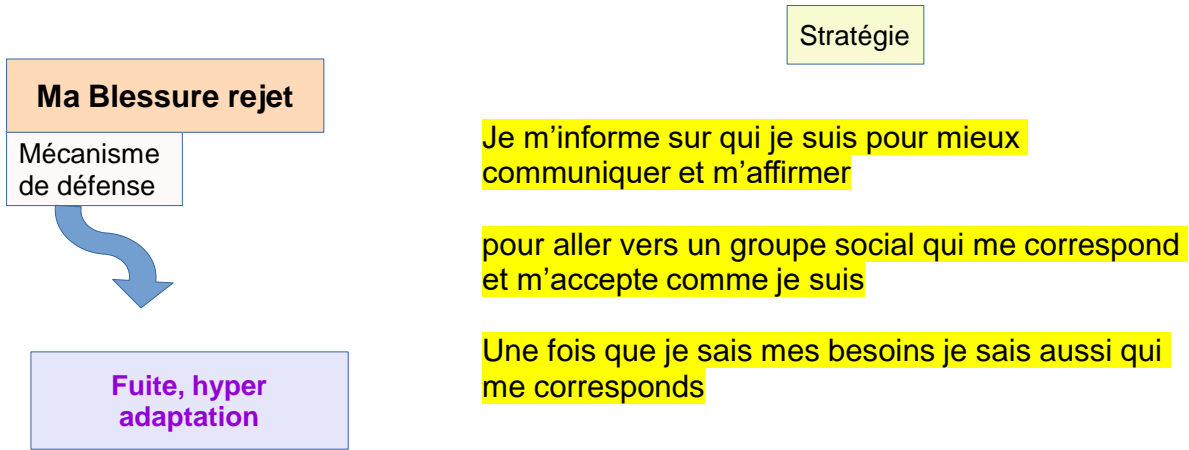 Stratégie
Ma Blessure rejet
Mécanisme
de défense
Je m’informe sur qui je suis pour mieux
communiquer et m’affirmer
pour aller vers un groupe social qui me correspond
et m’accepte comme je suis
Une fois que je sais mes besoins je sais aussi qui
me corresponds
Fuite, hyper
adaptation